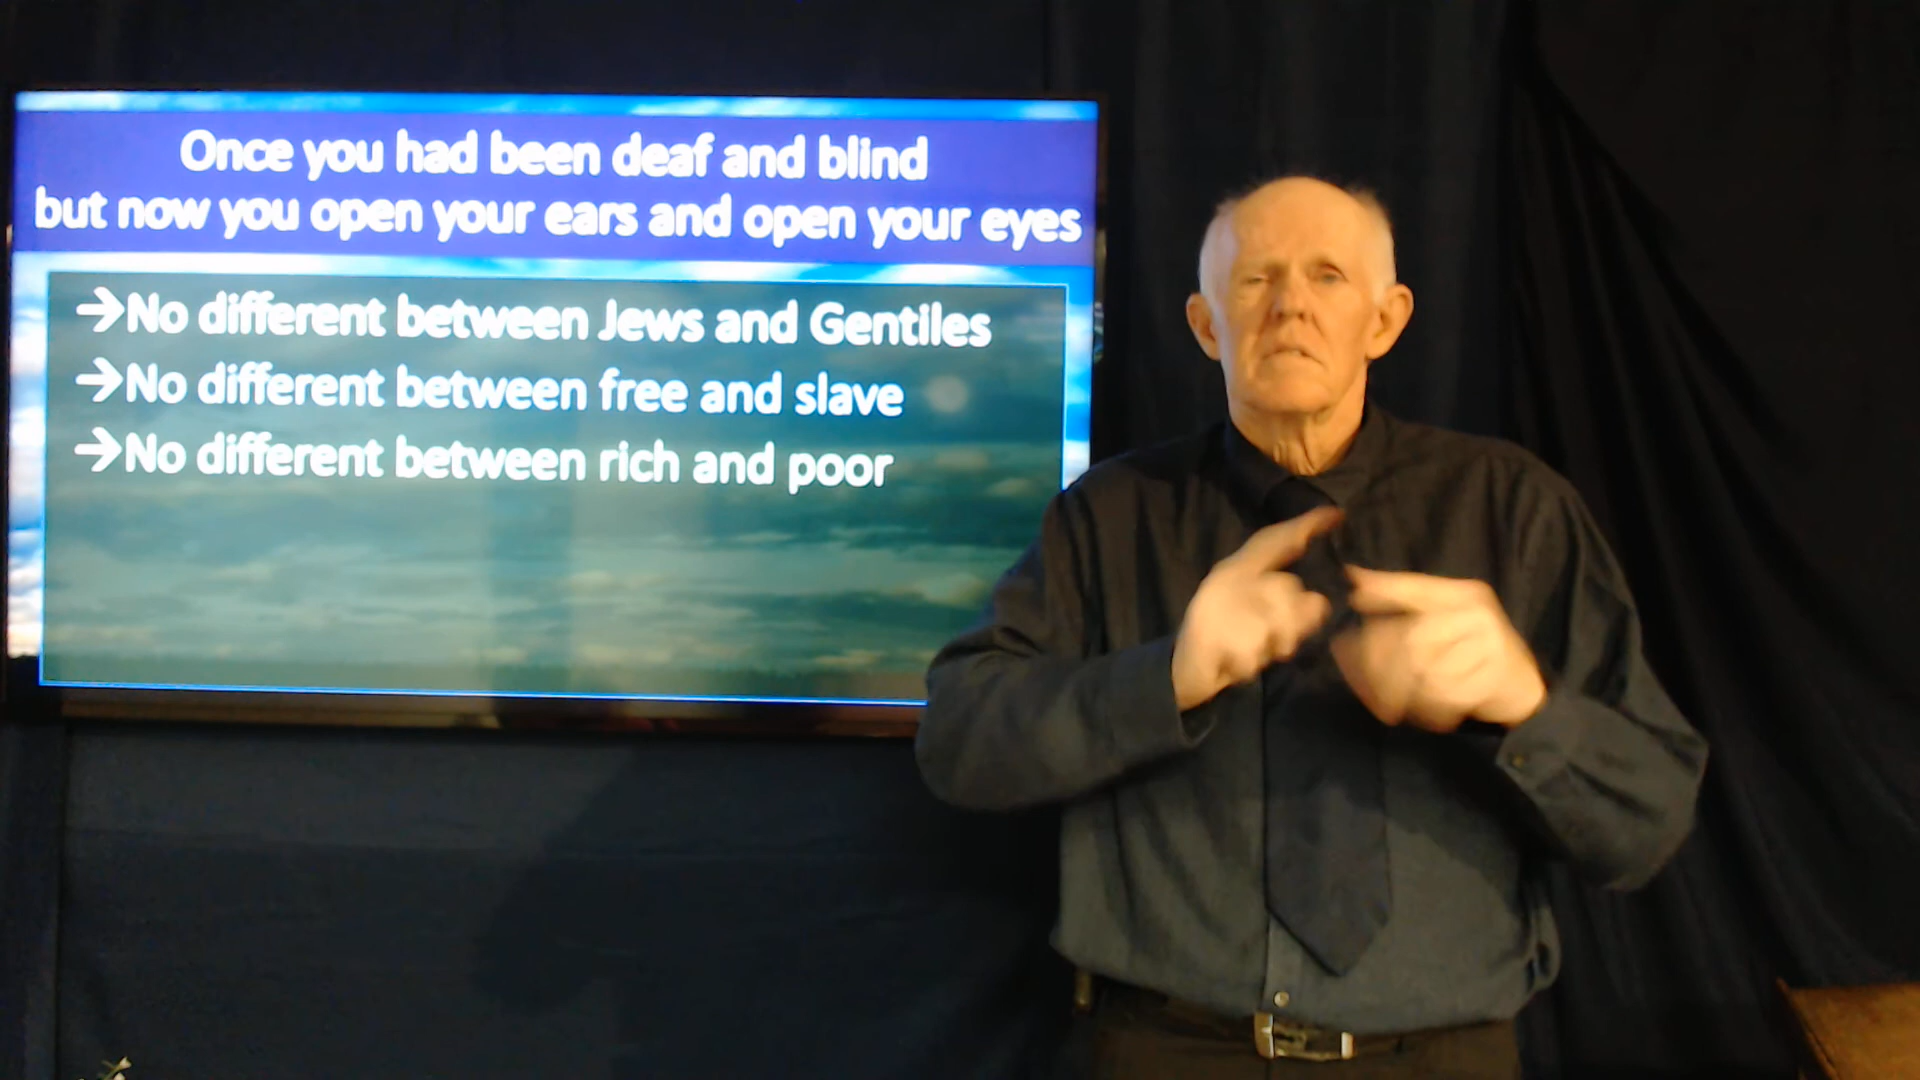 Once you had been deaf and blind
but now you open your ears and open your eyes
→No different between Jews and Gentiles
→No different between free and slave
→No different between rich and poor